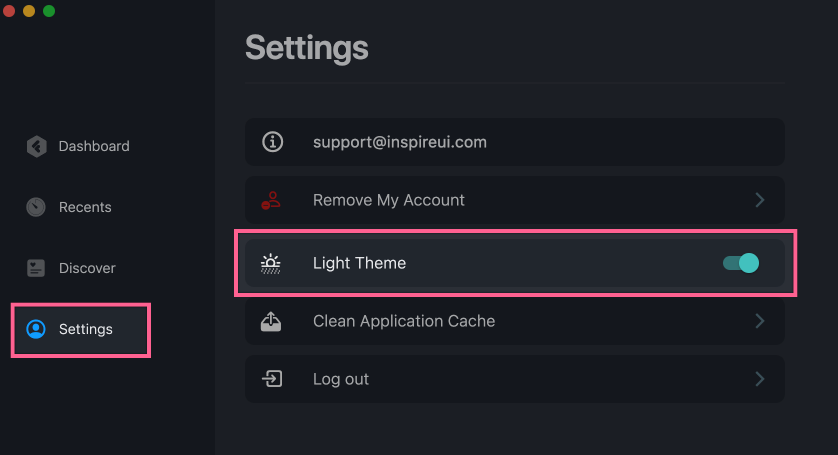 Settings
support@inspireui.com
Dashboard
Remove My Account
Recents
Light Theme
Discover
Clean Application Cache
Settings
Log out